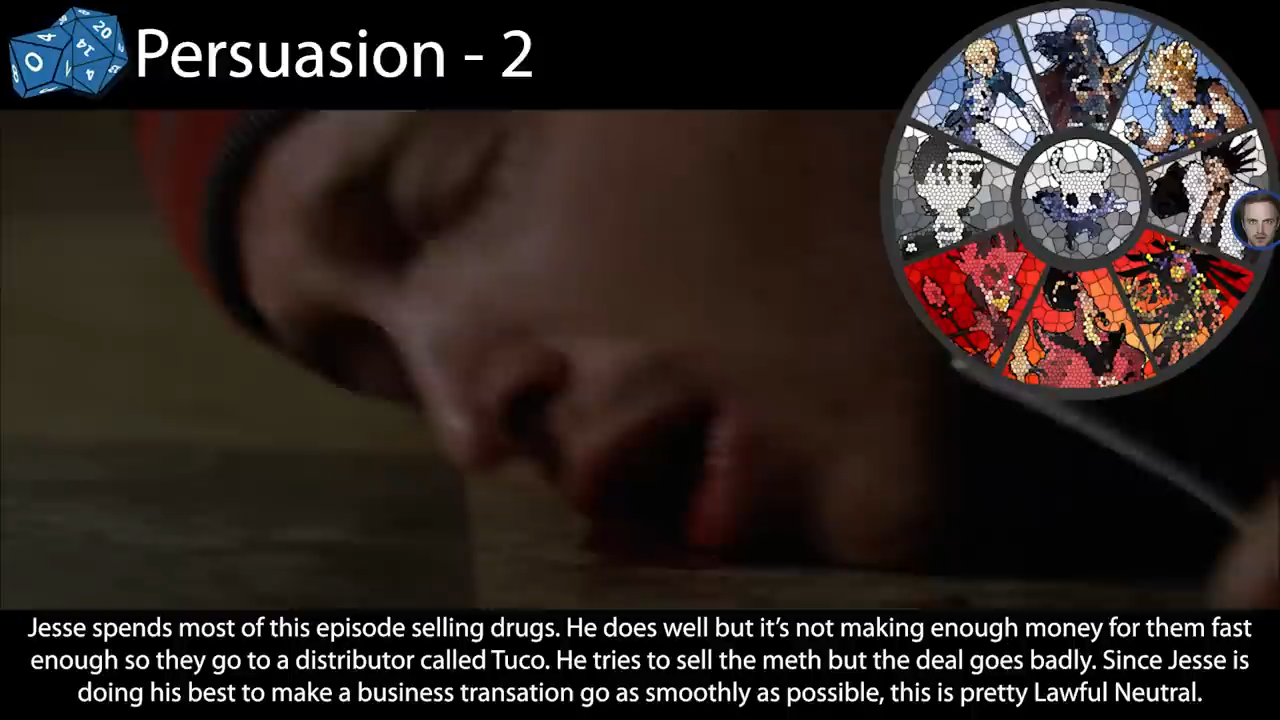 Persuasion - 2
Jesse spends most of this episode selling drugs. He does well but it’s not making enough money for them fast
enough so they go to a distributor called Tuco. He tries to sell the meth but the deal goes badly. Since Jesse is
doing his best to make a business transation go as smoothly as possible, this is pretty Lawful Neutral.